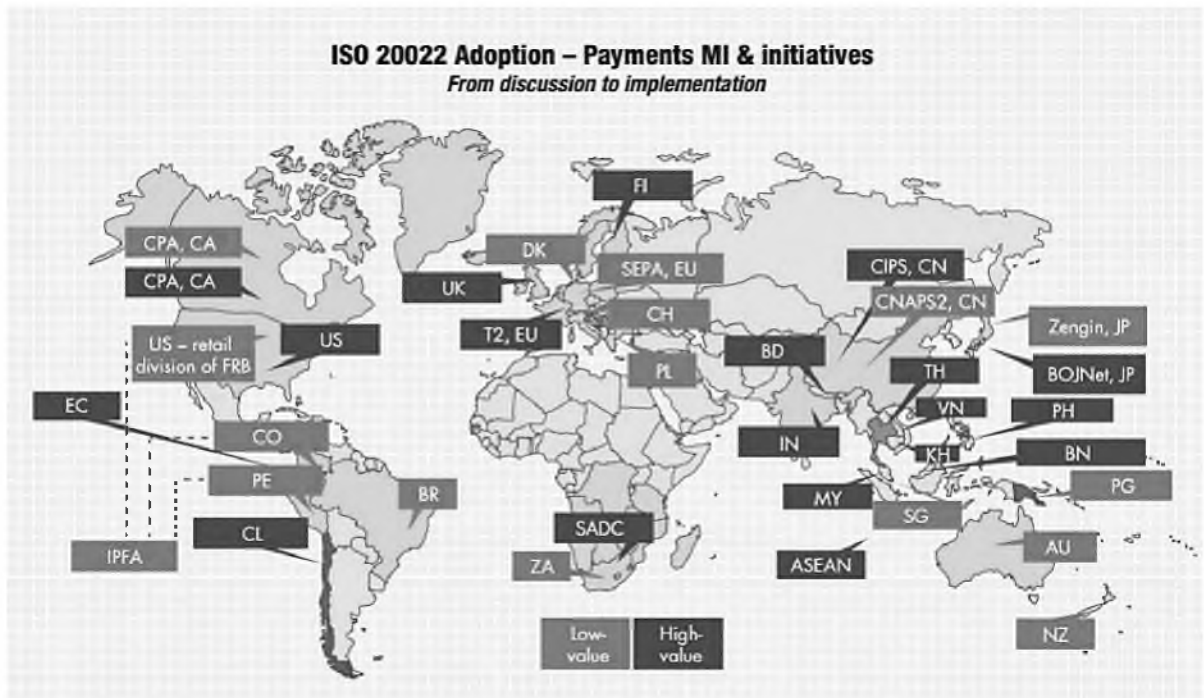 ISO 20022 Adoption – Payments MI & initiatives
From discussion to implementation
FI
CPA, CA
DK
SEPA, EU
CIPS, CN
CPA, CA
UK
CNAPS2, CN
CH
Zengin, JP
US – retail
division of FRB
US
T2, EU
BD
PL
TH
BOJNet, JP
EC
VN
PH
CO
IN
KH
BN
PE
BR
MY
PG
SG
CL
SADC
IPFA
ZA
ASEAN
AU
Low-
value
High-
value
NZ